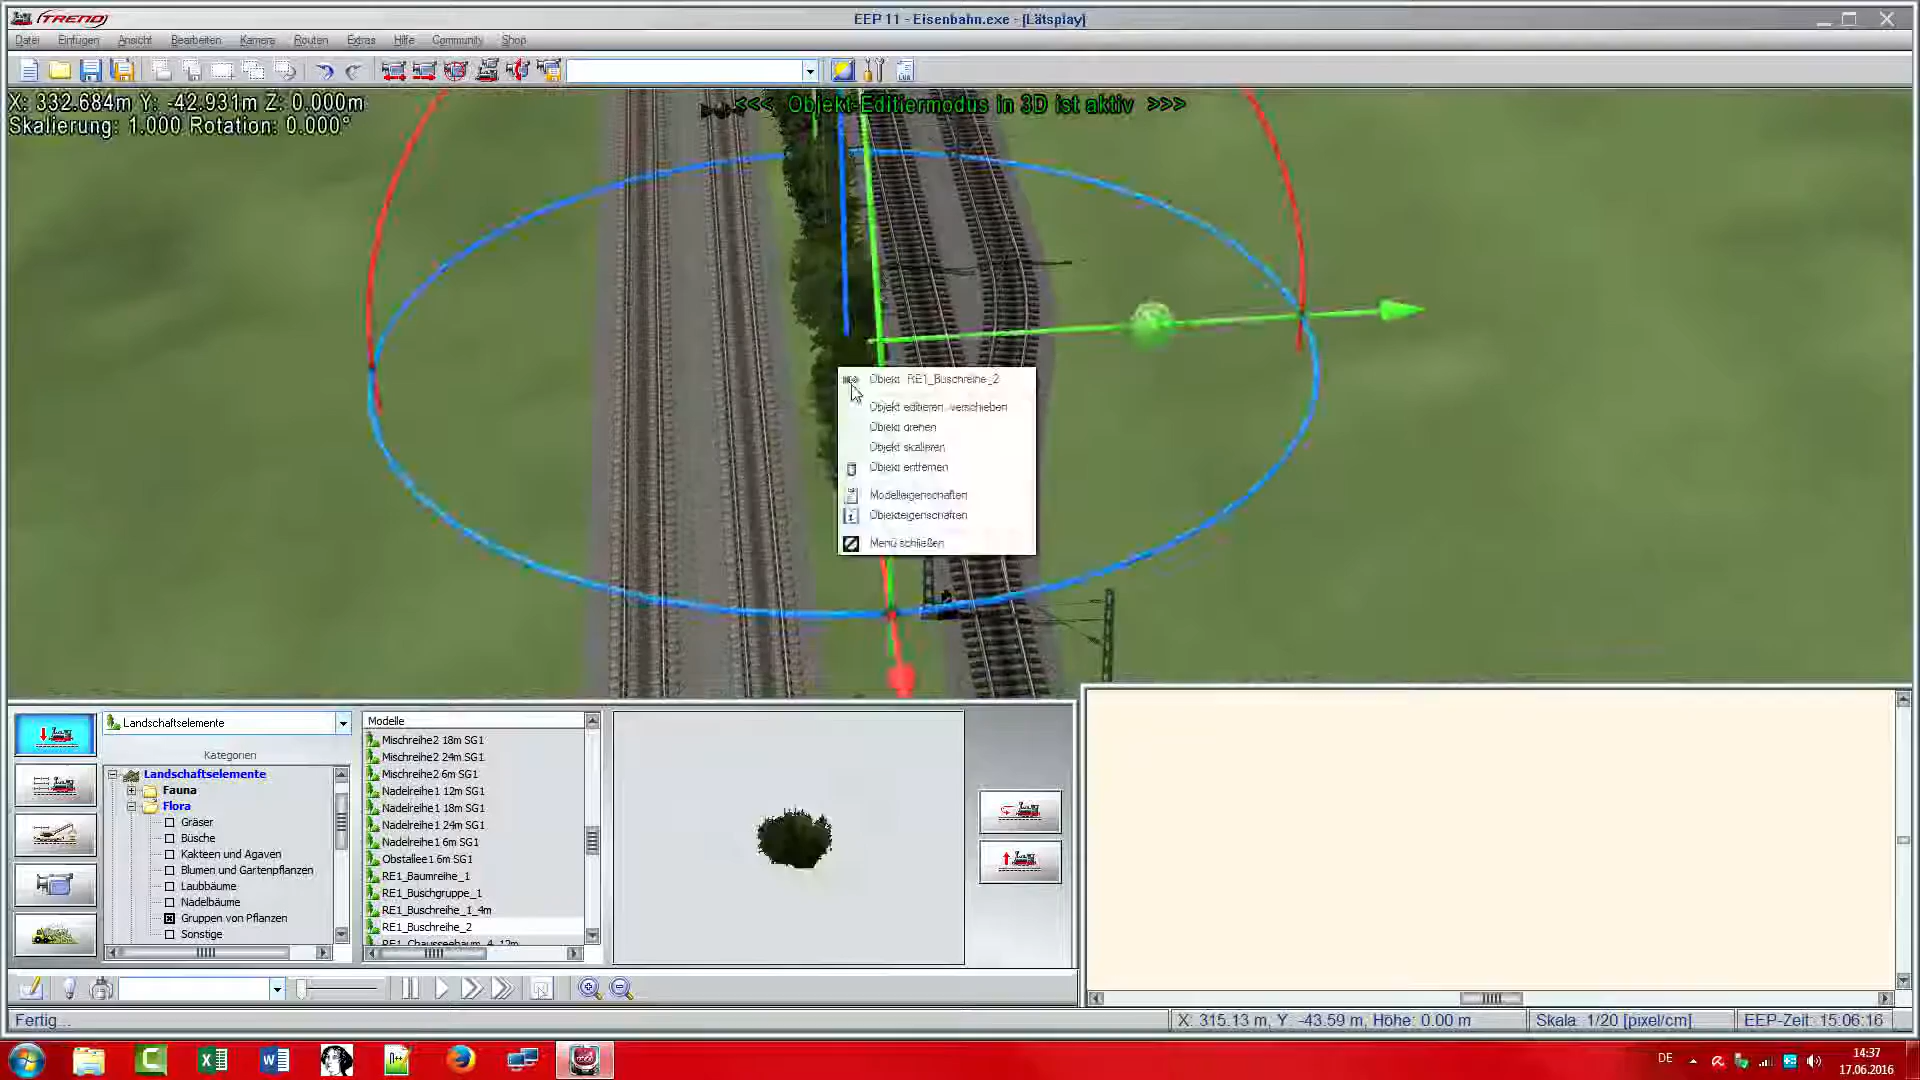 TREND
EEP 11 - Eisenbahn.exe - [Lätsplay]
Datei Einfügen Ansicht Bearbeiten Kamera Routen Extras Hilfe Community Shop
X: 332.684m Y: -42.931m Z: 0.000m
<<< Objekt-Editiermodus in 3D ist aktiv >>>
Skalierung: 1.000 Rotation: 0.000°
Objekt RE1_Buschreihe_2
Objekt editieren, verschieben
Objekt drehen
Objekt skalieren
Objekt entfernen
Modelleigenschaften
Objekteigenschaften
Menü schließen
Landschaftselemente
Kategorien
Landschaftselemente
Fauna
Flora
Gräser
Büsche
Kakteen und Agaven
Blumen und Gartenpflanzen
Laubbäume
Nadelbäume
Gruppen von Pflanzen
Sonstige
Modelle
Mischreihe2 18m SG1
Mischreihe2 24m SG1
Mischreihe2 6m SG1
Nadelreihe1 12m SG1
Nadelreihe1 18m SG1
Nadelreihe1 24m SG1
Nadelreihe1 6m SG1
Obstallee1 6m SG1
RE1_Baumreihe_1
RE1_Buschgruppe_1
RE1_Buschreihe_1_4m
RE1_Buschreihe_2
RE1_Chausseebaum_4_12m
Fertig...
X: 315.13 m, Y: -43.59 m, Höhe: 0.00 m
Skala: 1/20 [pixel/cm]
EEP-Zeit: 15:06:16
DE
14:37
17.06.2016